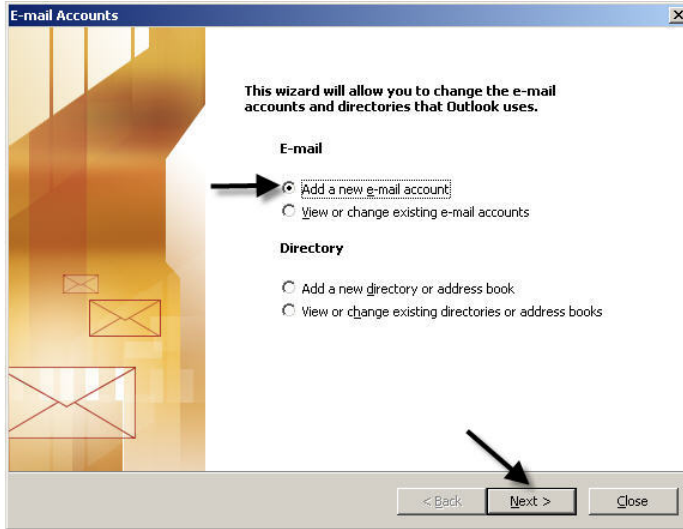 E-mail Accounts
This wizard will allow you to change the e-mail
accounts and directories that Outlook uses.
E-mail
Add a new e-mail account
View or change existing e-mail accounts
Directory
Add a new directory or address book
View or change existing directories or address books
< Back Next > Close